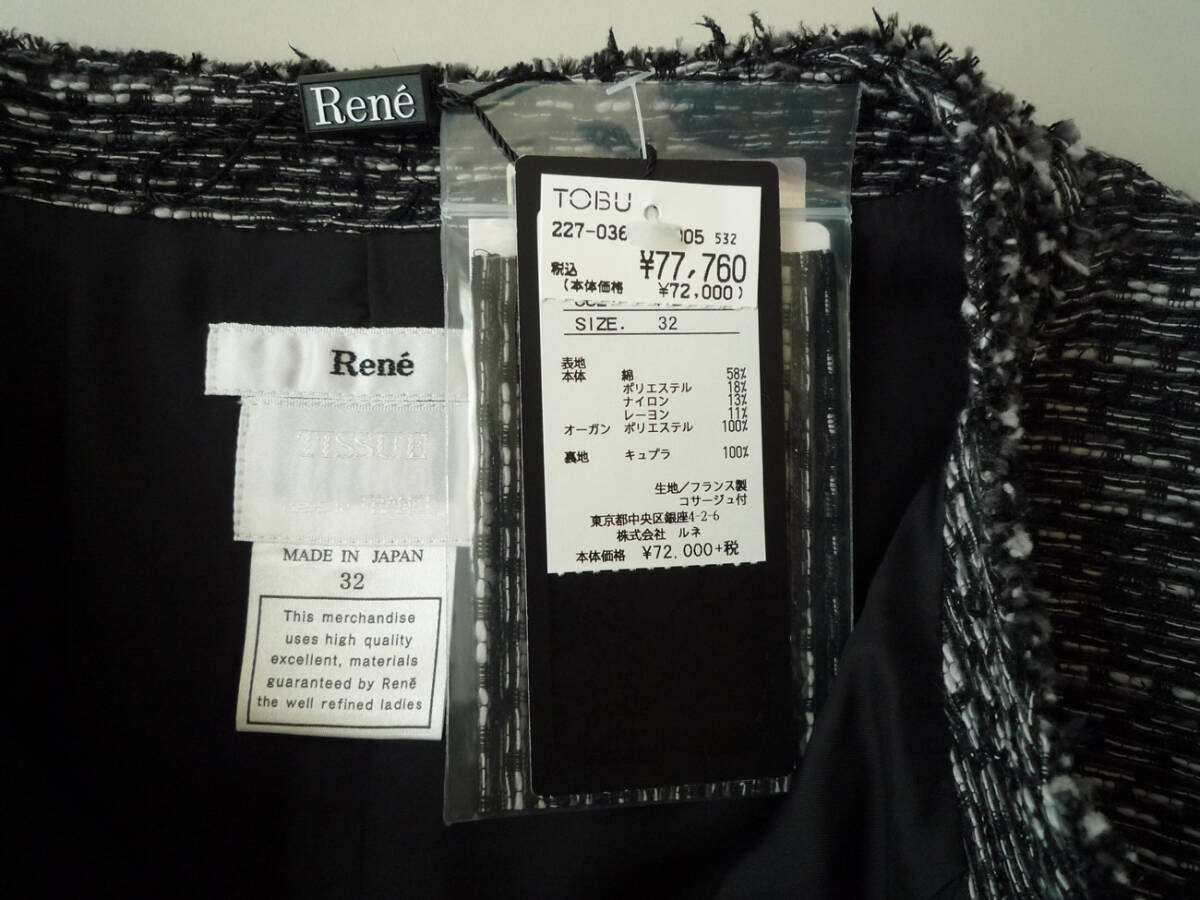 René
TOBU
227-036 005 532
税込 ¥77,760
(本体価格 ¥72,000)
SIZE. 32
表地
本体 綿 58%
ポリエステル 18%
ナイロン 13%
レーヨン 11%
オーガン ポリエステル 100%
裏地 キュプラ 100%
生地/フランス製
コサージュ付
東京都中央区銀座4-2-6
株式会社 ルネ
本体価格 ¥72,000+税
René
TISSUE
MADE IN JAPAN
32
This merchandise
uses high quality
excellent, materials
guaranteed by René
the well refined ladies